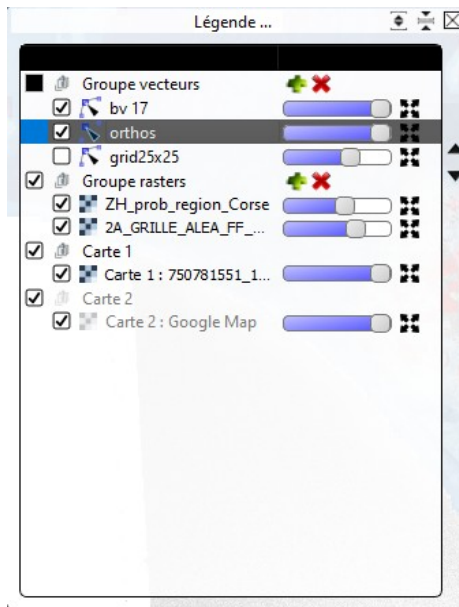 Légende ...
Groupe vecteurs
bv 17
orthos
grid25x25
Groupe rasters
ZH_prob_region_Corse
2A_GRILLE_ALEA_FF_...
Carte 1
Carte 1 : 750781551_1...
Carte 2
Carte 2 : Google Map